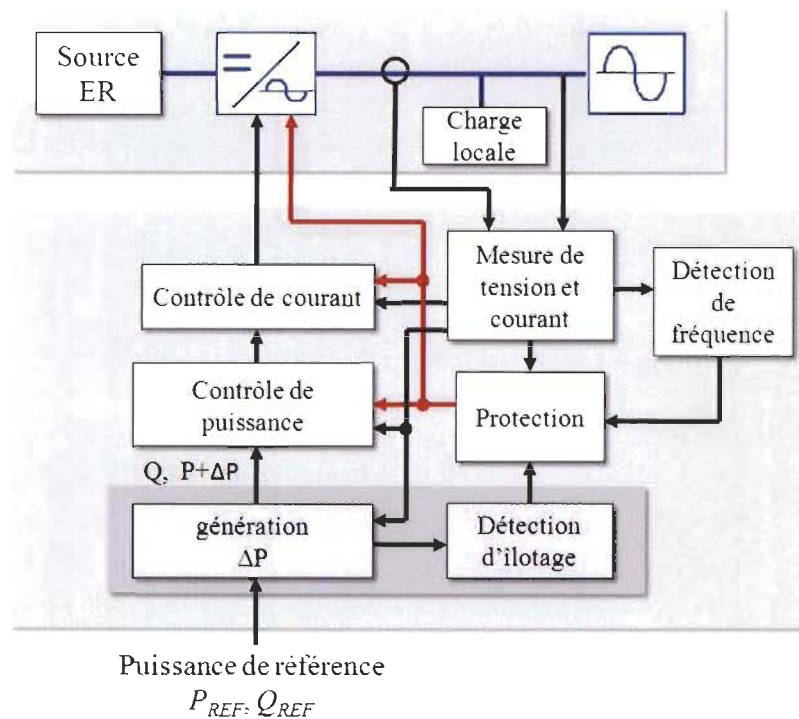 Source
ER
Charge
locale
Mesure de
tension et
courant
Détection
de
fréquence
Contrôle de courant
Contrôle de
puissance
Protection
Q, P+ΔP
génération
ΔP
Détection
d'îlotage
Puissance de référence
P_REF, Q_REF